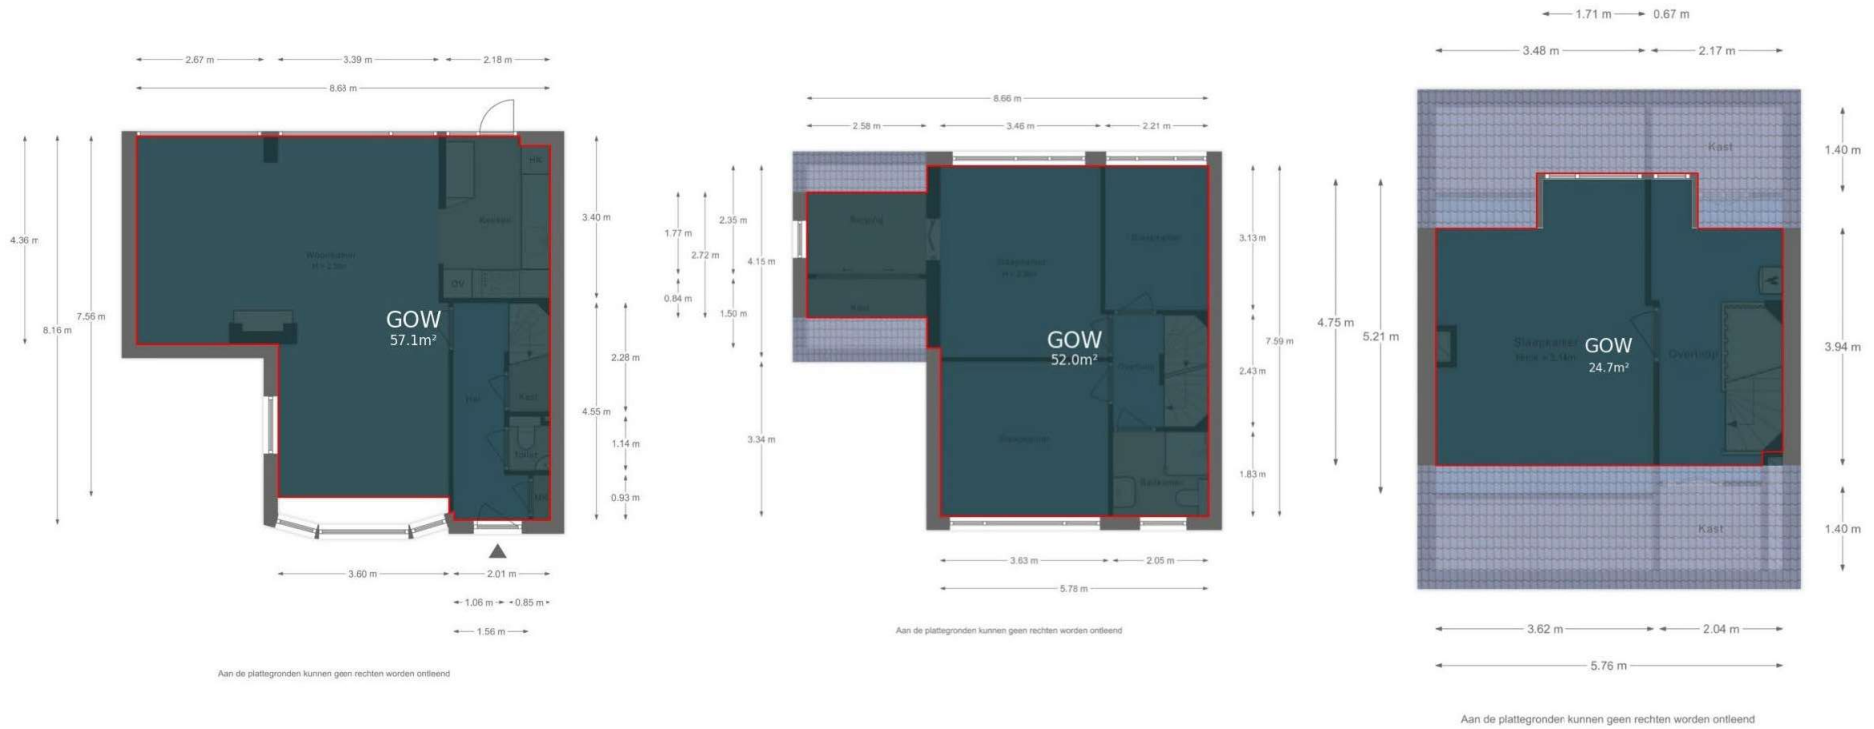 2.67 m
3.39 m
2.18 m
8.63 m
4.36 m
8.16 m
7.56 m
3.40 m
4.55 m
2.28 m
1.14 m
0.93 m
Woonkamer
Keuken
HN
OV
Hal
Kast
Toilet
MK
GOW
57.1m²
3.60 m
2.01 m
1.06 m
0.85 m
1.56 m
Aan de plattegronden kunnen geen rechten worden ontleend
8.66 m
2.58 m
3.46 m
2.21 m
1.77 m
2.72 m
0.84 m
2.35 m
1.50 m
4.15 m
3.34 m
3.13 m
2.43 m
1.83 m
7.59 m
Berging
Kast
Slaapkamer
Slaapkamer
Overloop
Slaapkamer
Badkamer
GOW
52.0m²
3.63 m
2.05 m
5.78 m
Aan de plattegronden kunnen geen rechten worden ontleend
1.71 m
0.67 m
3.48 m
2.17 m
4.75 m
5.21 m
1.40 m
3.94 m
1.40 m
Kast
Slaapkamer
Overloop
Kast
GOW
24.7m²
3.62 m
2.04 m
5.76 m
Aan de plattegronden kunnen geen rechten worden ontleend